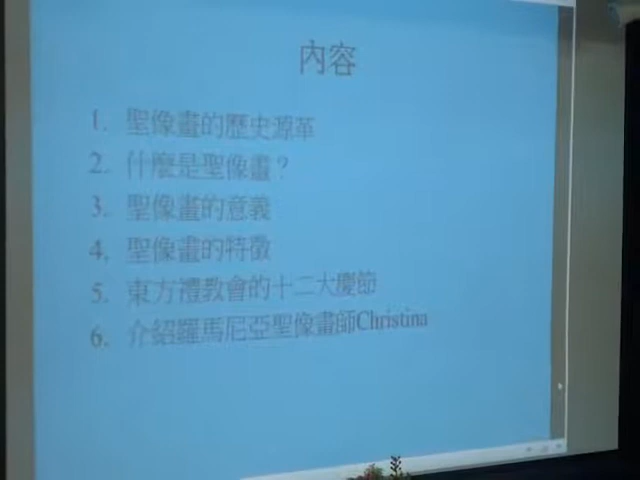 內容
1. 聖像畫的歷史源革
2. 什麼是聖像畫？
3. 聖像畫的意義
4. 聖像畫的特徵
5. 東方禮教會的十二大慶節
6. 介紹羅馬尼亞聖像畫師Christina